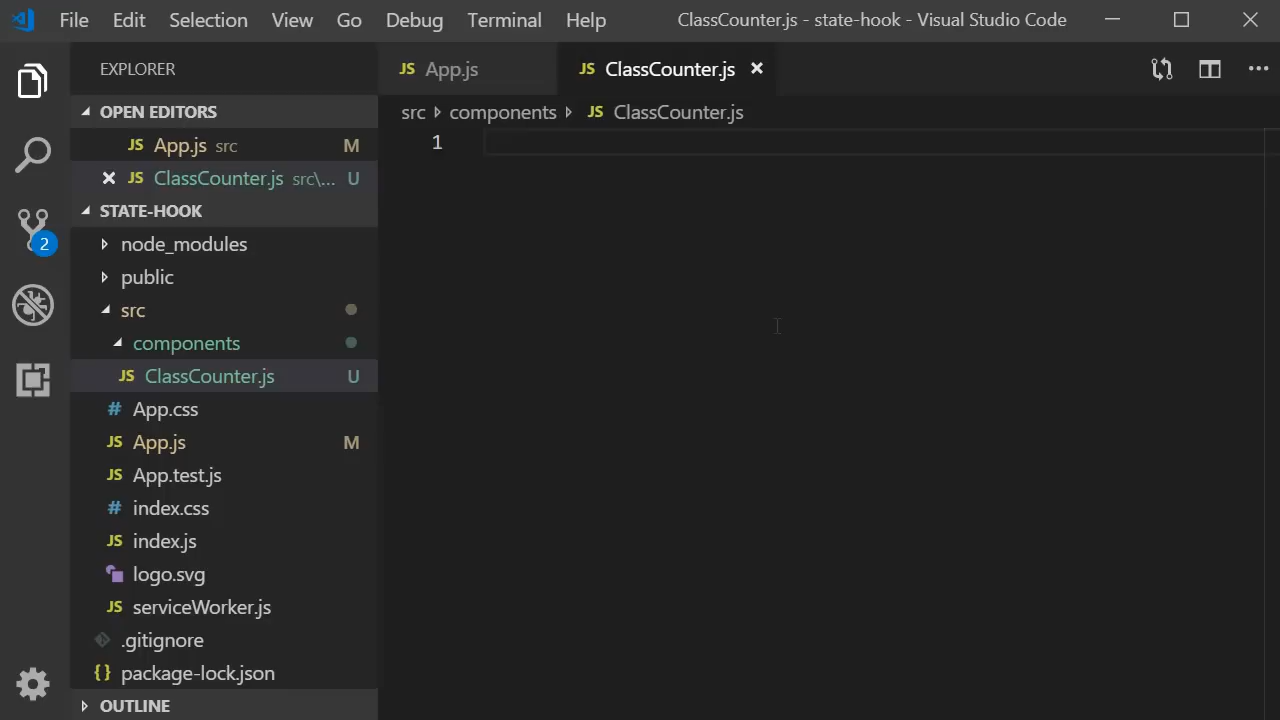 File Edit Selection View Go Debug Terminal Help ClassCounter.js - state-hook - Visual Studio Code
EXPLORER
JS App.js
JS ClassCounter.js
OPEN EDITORS
src components JS ClassCounter.js
JS App.js src M
1
JS ClassCounter.js src\... U
STATE-HOOK
2
node_modules
public
src
components
JS ClassCounter.js U
# App.css
JS App.js M
JS App.test.js
# index.css
JS index.js
logo.svg
JS serviceWorker.js
.gitignore
{} package-lock.json
OUTLINE